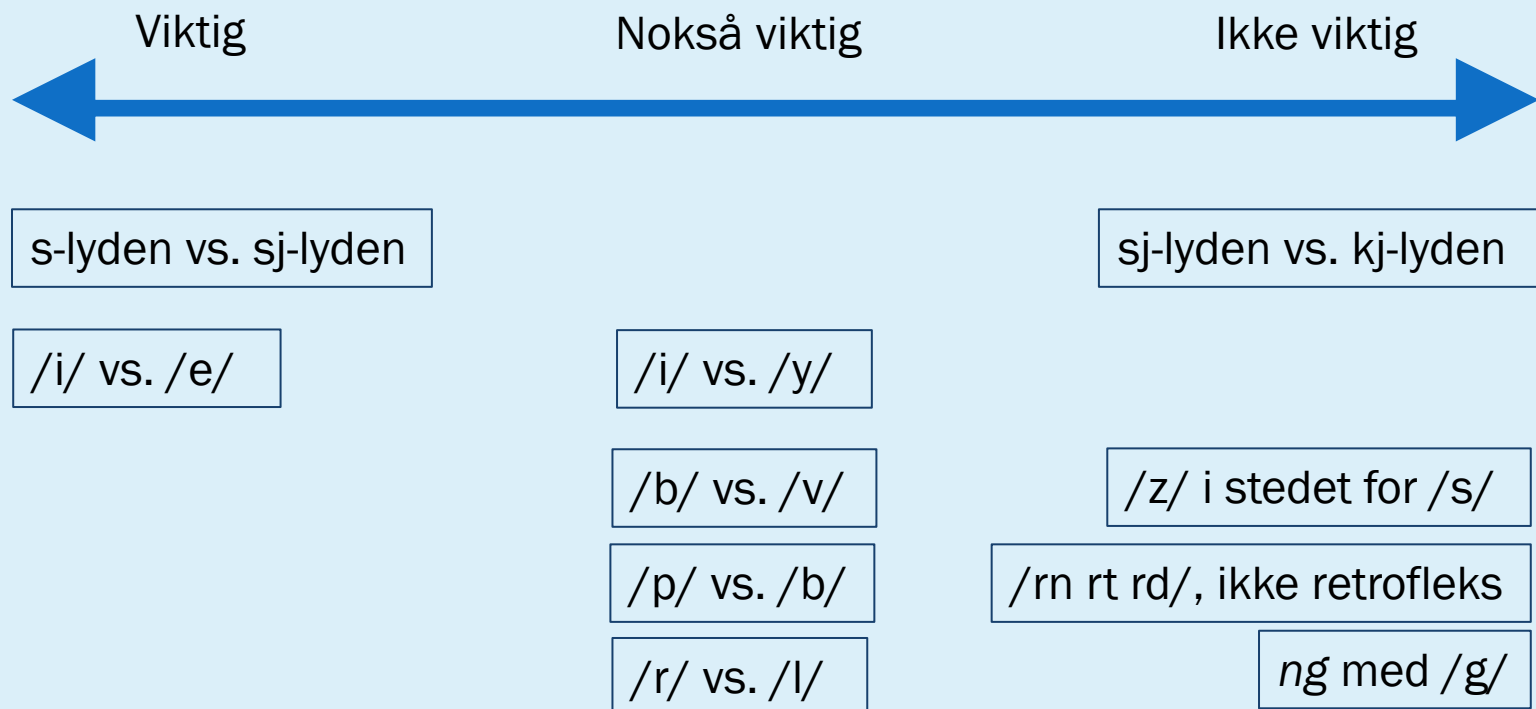 Viktig Nokså viktig Ikke viktig
s-lyden vs. sj-lyden sj-lyden vs. kj-lyden
/i/ vs. /e/ /i/ vs. /y/
/b/ vs. /v/ /z/ i stedet for /s/
/p/ vs. /b/ /rn rt rd/, ikke retrofleks
/r/ vs. /l/ ng med /g/